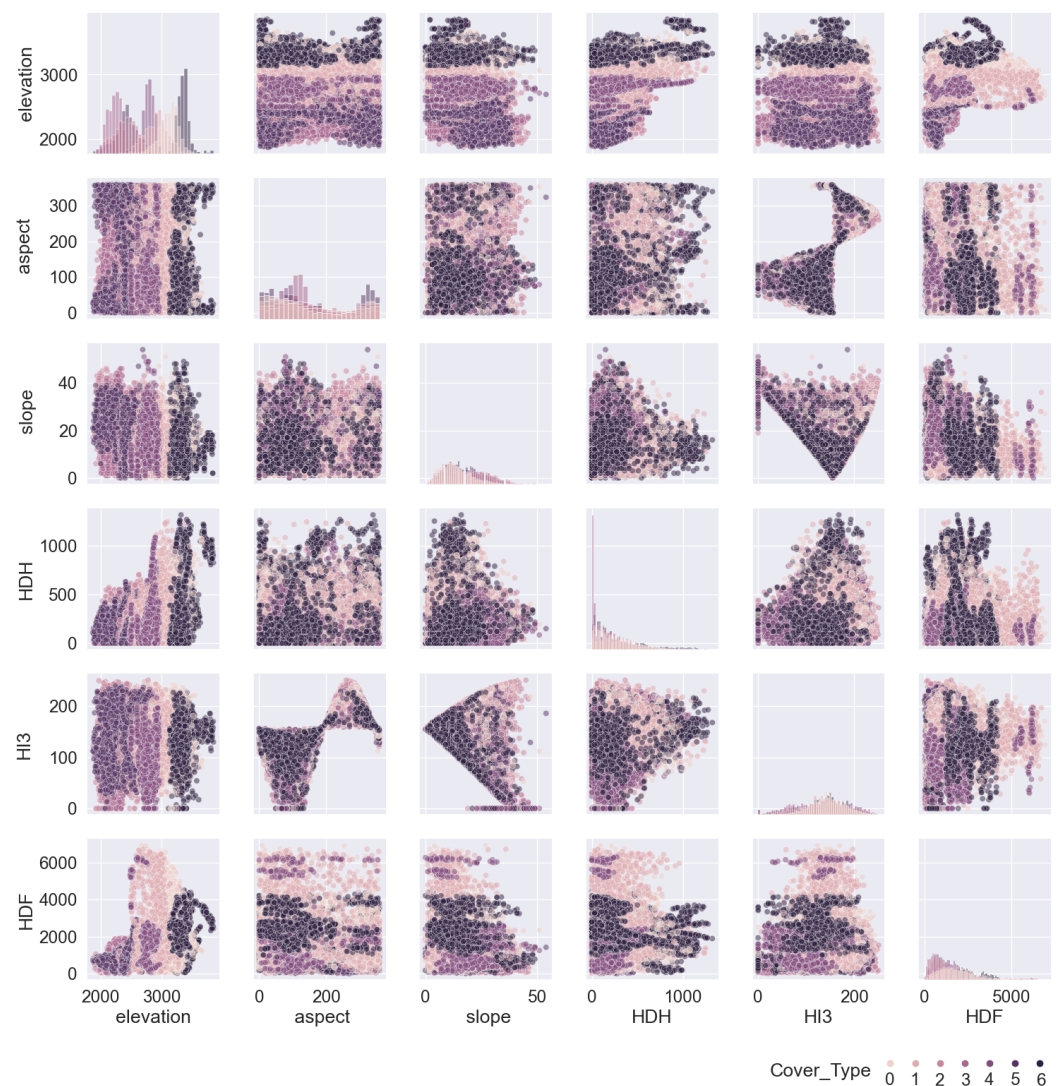 elevation
3000
2000
aspect
300
200
100
0
slope
40
20
0
HDH
1000
500
0
HI3
200
100
0
HDF
6000
4000
2000
0
2000 3000 0 200 0 50 0 1000 0 200 0 5000
elevation aspect slope HDH HI3 HDF
Cover_Type 0 1 2 3 4 5 6